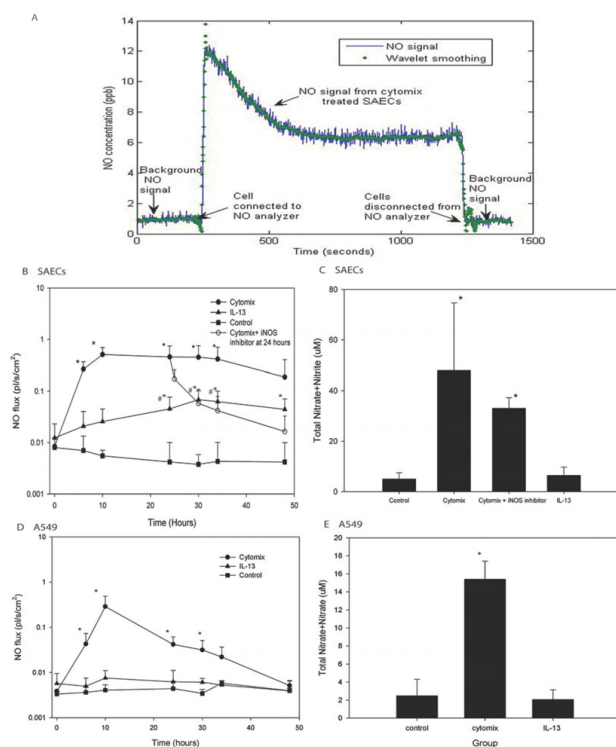 A
14
12
10
8
6
4
2
0
NO concentration (ppb)
NO signal
Wavelet smoothing
NO signal from cytomix
treated SAECs
Background
NO
signal
Cell
connected to
NO analyzer
Cells
disconnected from
NO analyzer
Background
NO
signal
0
500
1000
1500
Time (seconds)
B SAECs
10
1
0.1
0.01
0.001
NO flux (pl/s/cm²)
Cytomix
IL-13
Control
Cytomix+ iNOS
inhibitor at 24 hours
*
*
*
*
*
#*
#*
#*
*
0
10
20
30
40
50
Time (Hours)
C SAECs
80
60
40
20
0
Total Nitrate+Nitrite (uM)
*
*
Control
Cytomix
Cytomix + iNOS inhibitor
IL-13
D A549
10
1
0.1
0.01
0.001
NO flux (pl/s/cm²)
Cytomix
IL-13
Control
*
*
*
*
0
10
20
30
40
50
Time (hours)
E A549
20
18
16
14
12
10
8
6
4
2
0
Total Nitrite+Nitrate (uM)
*
control
cytomix
IL-13
Group